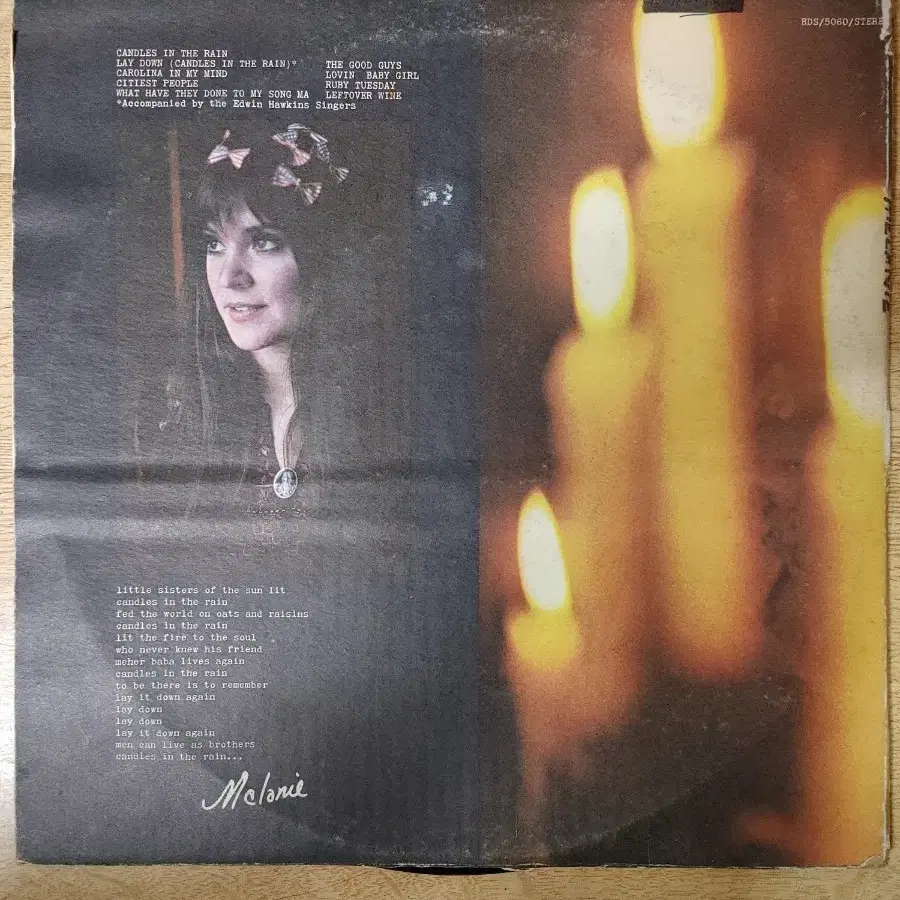 BDS/5060/STERE
CANDLES IN THE RAIN
LAY DOWN (CANDLES IN THE RAIN)*
CAROLINA IN MY MIND
CITIEST PEOPLE
WHAT HAVE THEY DONE TO MY SONG MA
THE GOOD GUYS
LOVIN' BABY GIRL
RUBY TUESDAY
LEFTOVER WINE
*Accompanied by the Edwin Hawkins Singers
little sisters of the sun lit
candles in the rain
fed the world on oats and raisins
candles in the rain
lit the fire to the soul
who never knew his friend
meher baba lives again
candles in the rain
to be there is to remember
lay it down again
lay down
lay down
lay it down again
men can live as brothers
candles in the rain...
Melanie